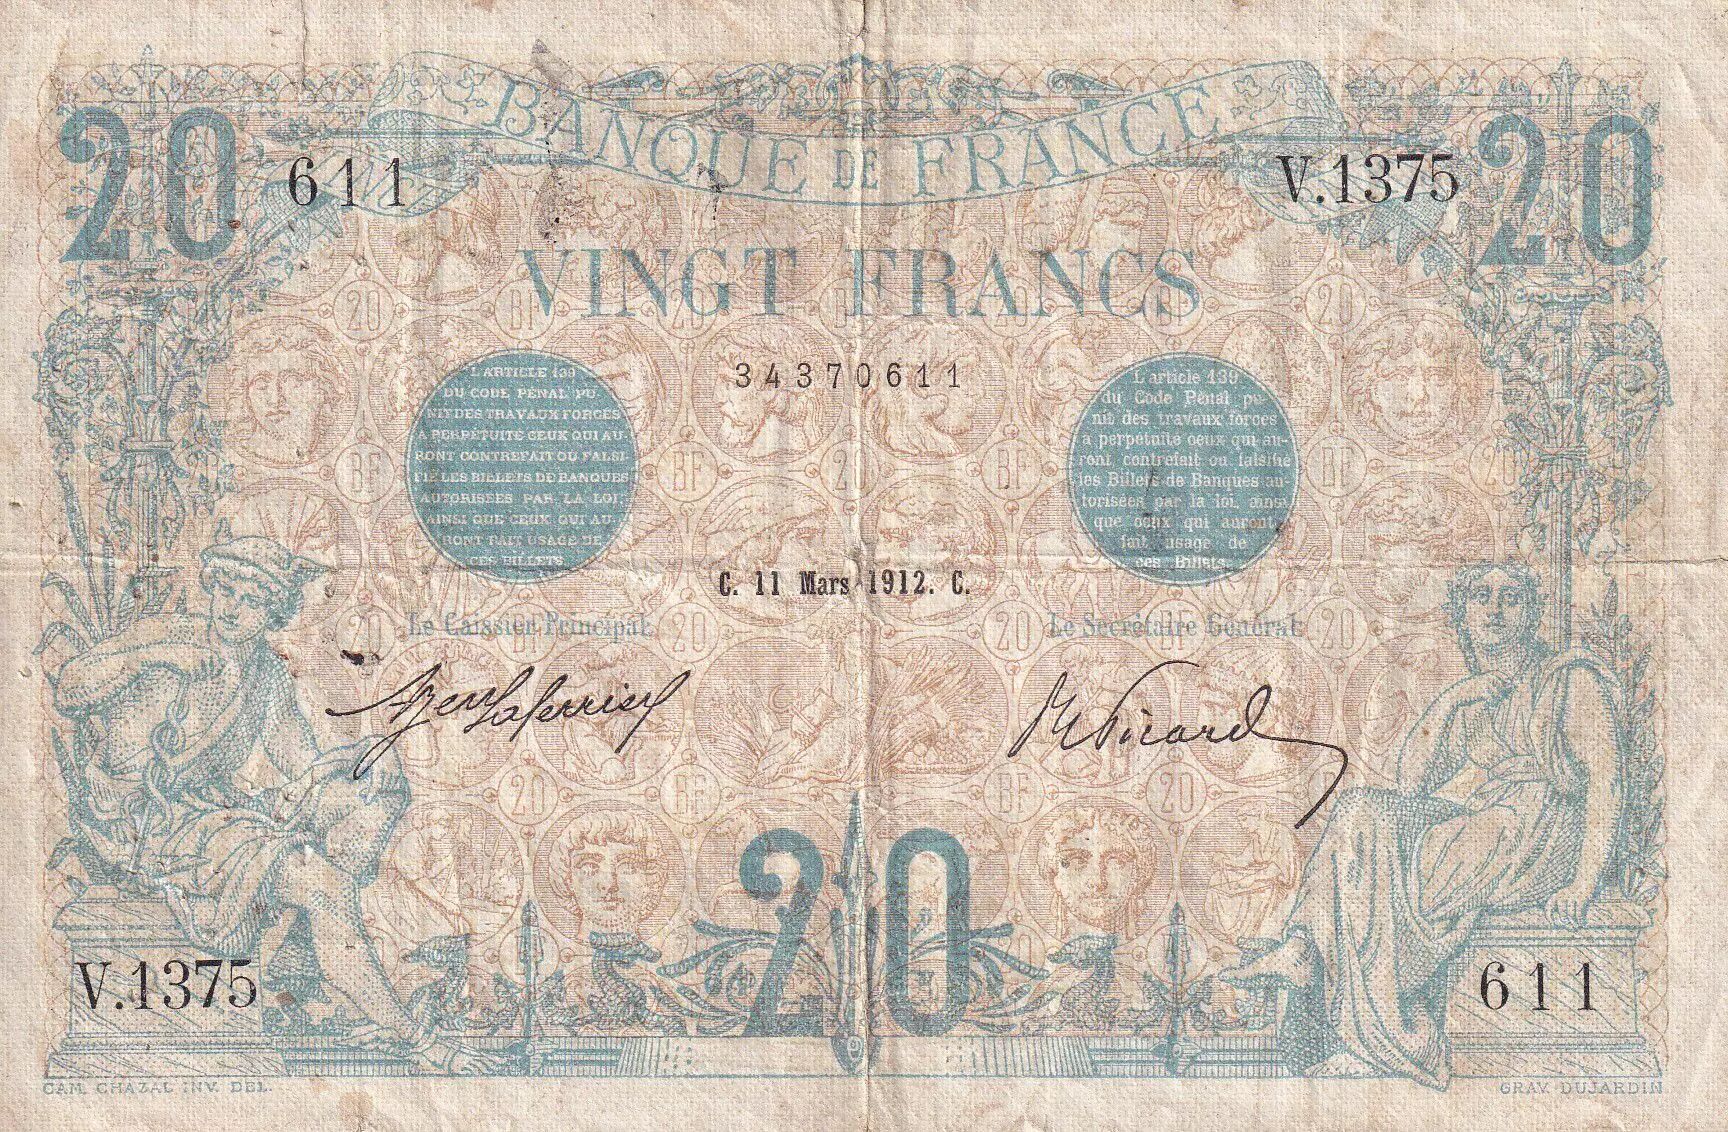 BANQUE DE FRANCE
20 611 V.1375 20
VINGT FRANCS
34370611
L'ARTICLE 139
DU CODE PENAL PU-
NIT DES TRAVAUX FORCES
A PERPETUITE CEUX QUI AU-
RONT CONTREFAIT OU FALSI-
FIE LES BILLETS DE BANQUES
AUTORISEES PAR LA LOI,
AINSI QUE CEUX QUI AU-
RONT FAIT USAGE DE
CES BILLETS
L'article 139
du Code Pénal pu-
nit des travaux forcés
à perpétuité ceux qui au-
ront contrefait ou falsifié
les Billets de Banques au-
torisées par la loi, ainsi
que ceux qui auront
fait usage de
ces Billets.
C. 11 Mars 1912. C.
Le Caissier Principal
Le Secrétaire Général
Picard
20
V.1375
611
CAM. CHAZAL INV. DEL.
GRAV. DUJARDIN